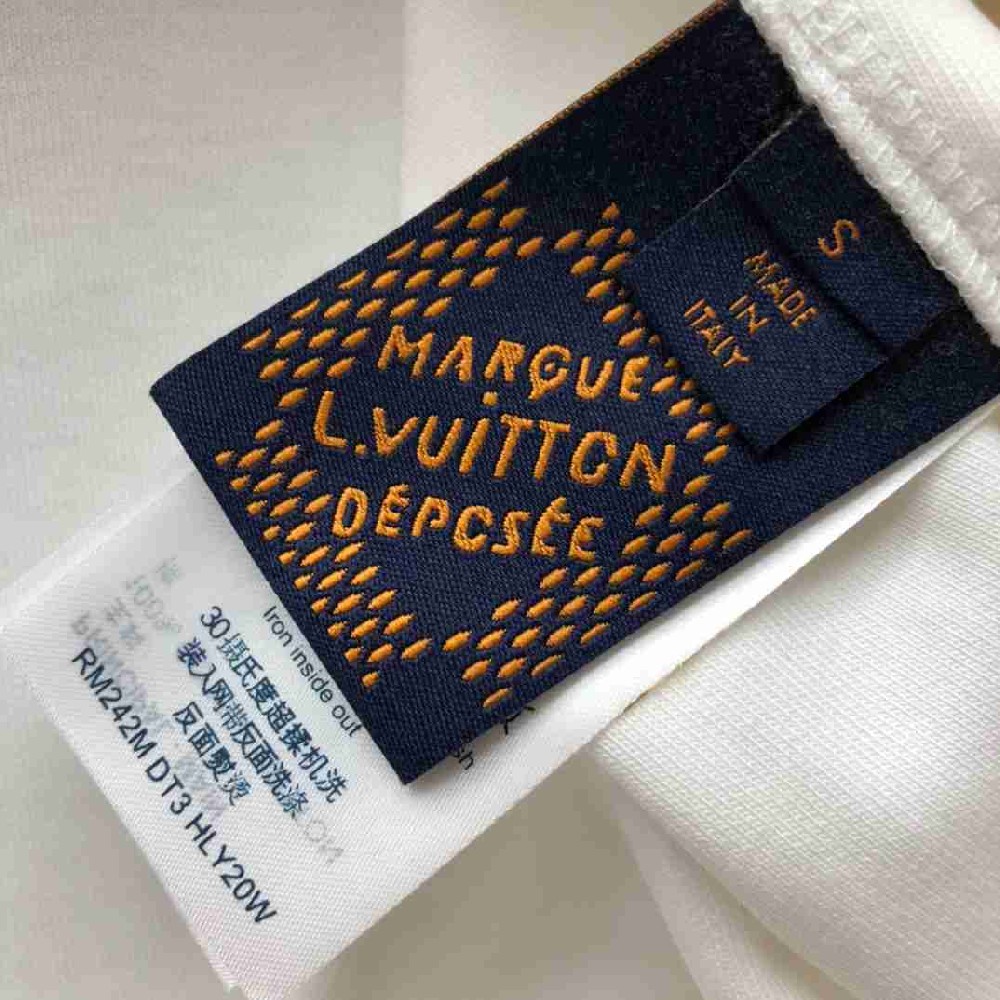 MARQUE
L.VUITTON
DÉPOSÉE
MADE
IN
ITALY
S
Iron inside out
30摄氏度超揉机洗
装入网带反面洗涤
反面熨烫
RM242M DT3 HLY20W